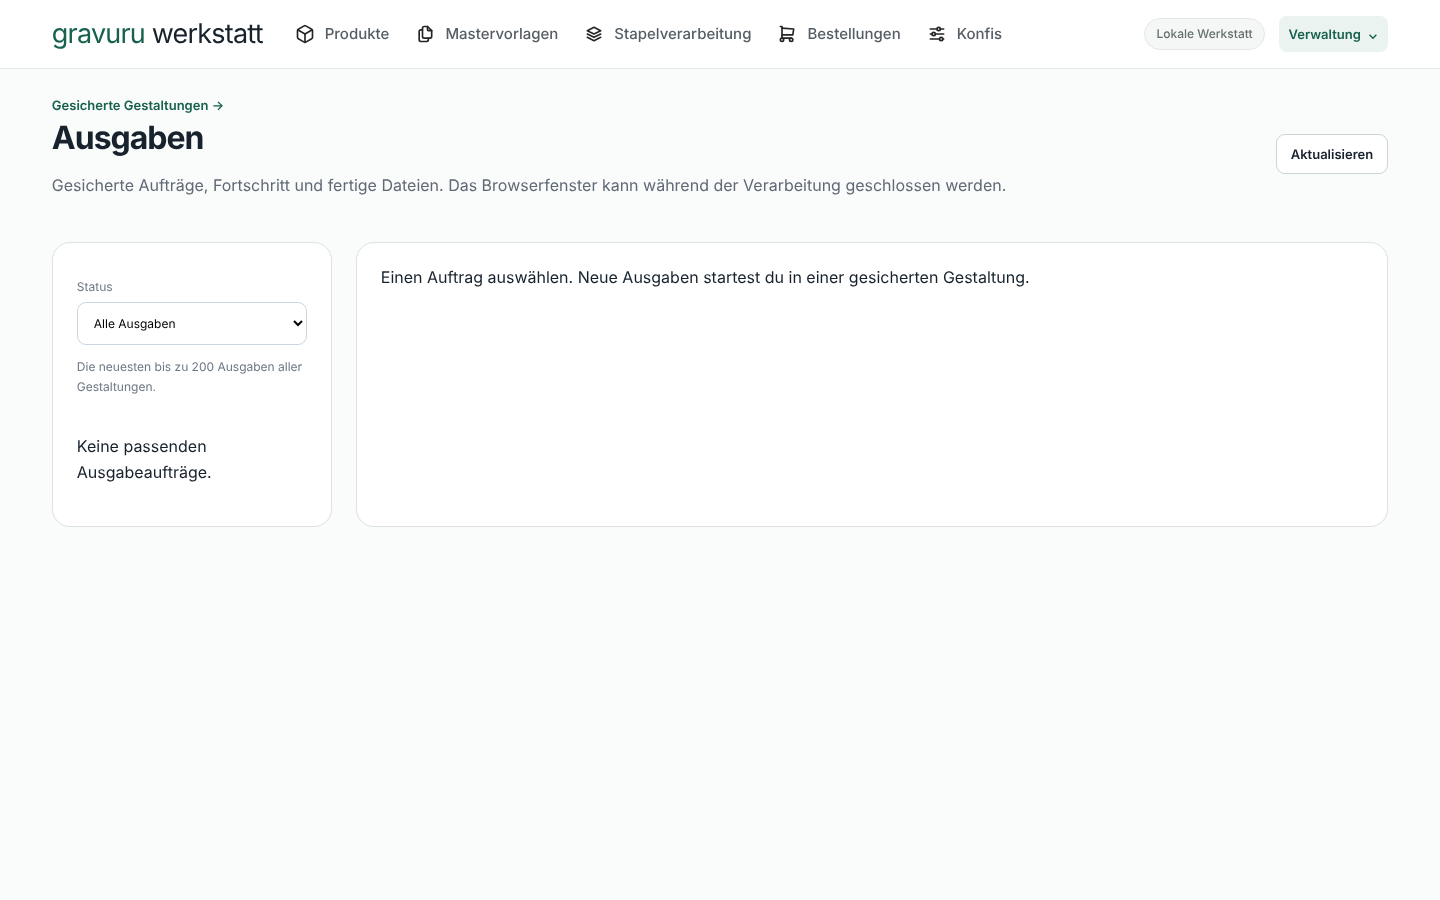 gravuru werkstatt
Produkte
Mastervorlagen
Stapelverarbeitung
Bestellungen
Konfis
Lokale Werkstatt
Verwaltung
Gesicherte Gestaltungen →
Ausgaben
Aktualisieren
Gesicherte Aufträge, Fortschritt und fertige Dateien. Das Browserfenster kann während der Verarbeitung geschlossen werden.
Status
Alle Ausgaben
Die neuesten bis zu 200 Ausgaben aller
Gestaltungen.
Keine passenden
Ausgabeaufträge.
Einen Auftrag auswählen. Neue Ausgaben startest du in einer gesicherten Gestaltung.